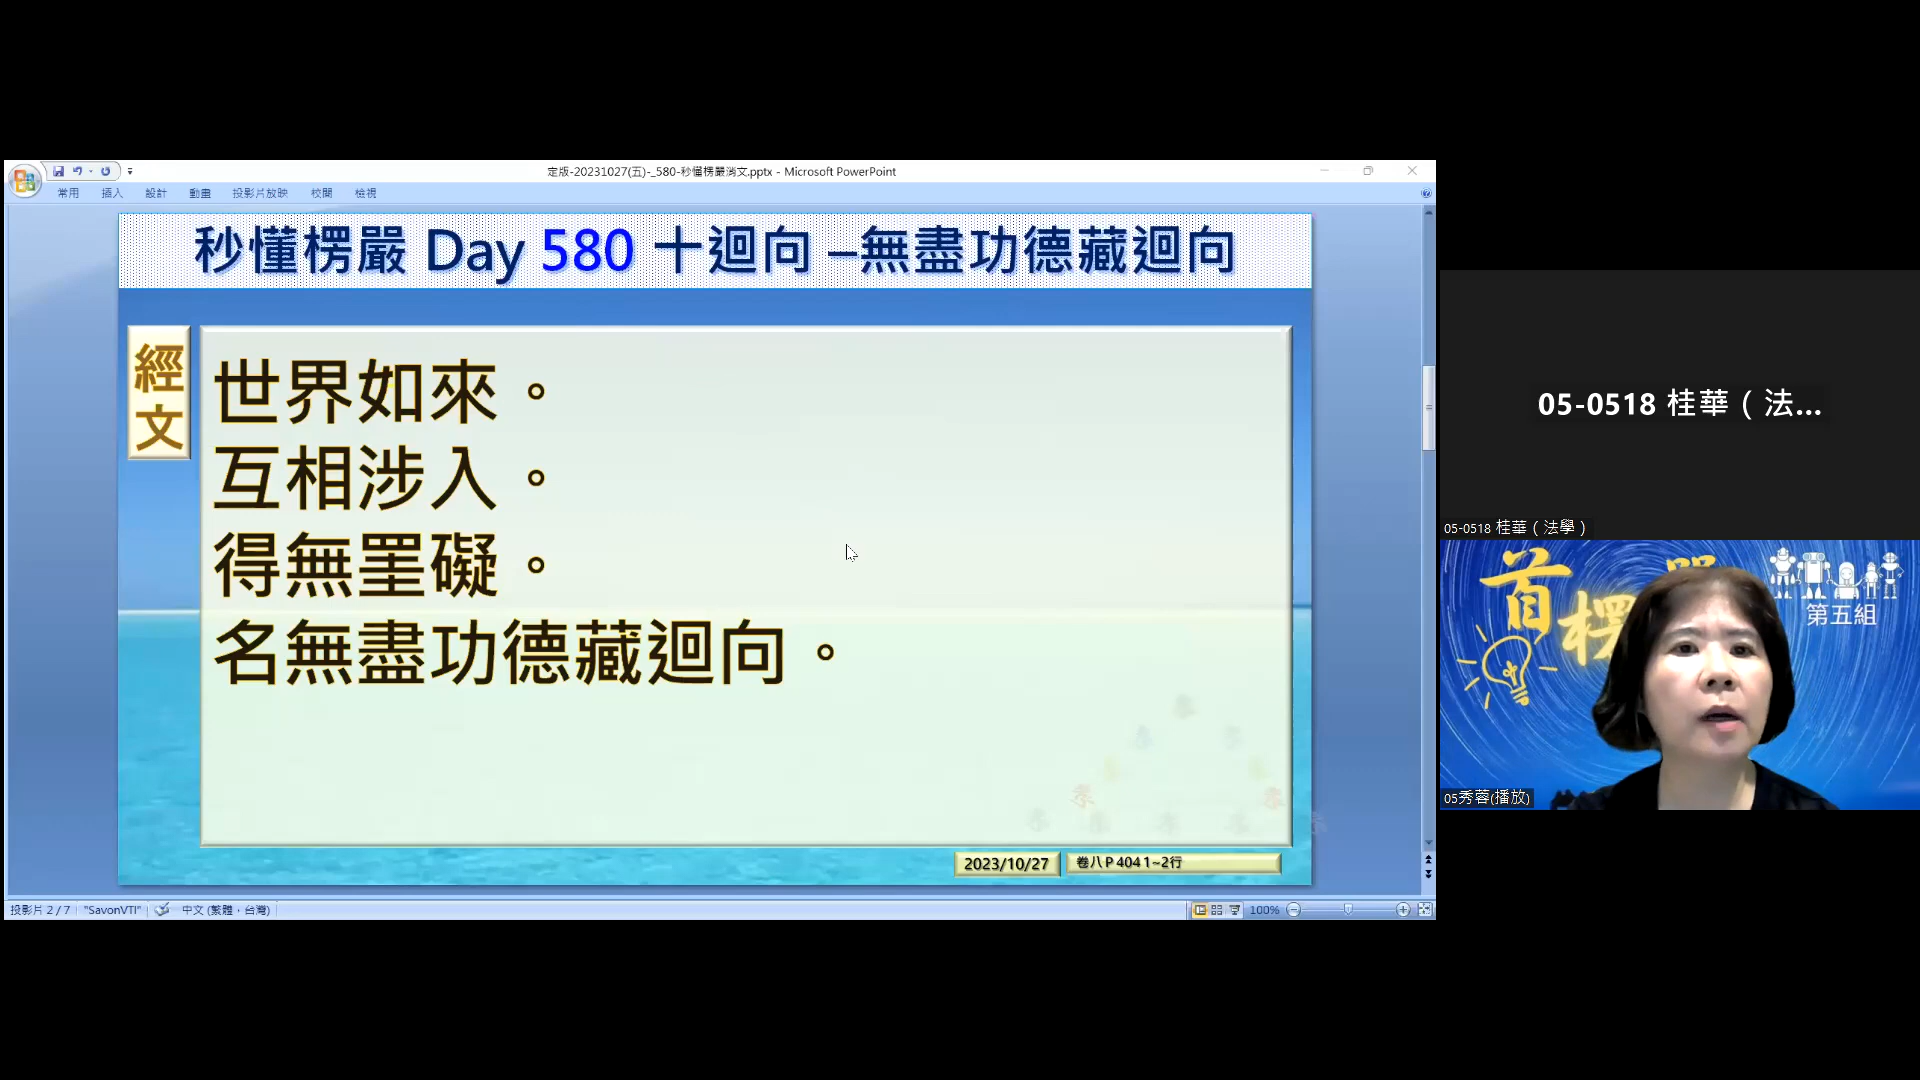 定版-20231027(五)-_580-秒懂楞嚴消文.pptx - Microsoft PowerPoint
常用 插入 設計 動畫 投影片放映 校閱 檢視
秒懂楞嚴 Day 580 十迴向 –無盡功德藏迴向
經文
世界如來。
互相涉入。
得無罣礙。
名無盡功德藏迴向。
2023/10/27 卷八 P 404 1~2行
投影片 2 / 7 "SavonVTI" 中文 (繁體，台灣) 100%
05-0518 桂華（法...
05-0518 桂華（法學）
首楞嚴
第五組
05秀蓉(播放)